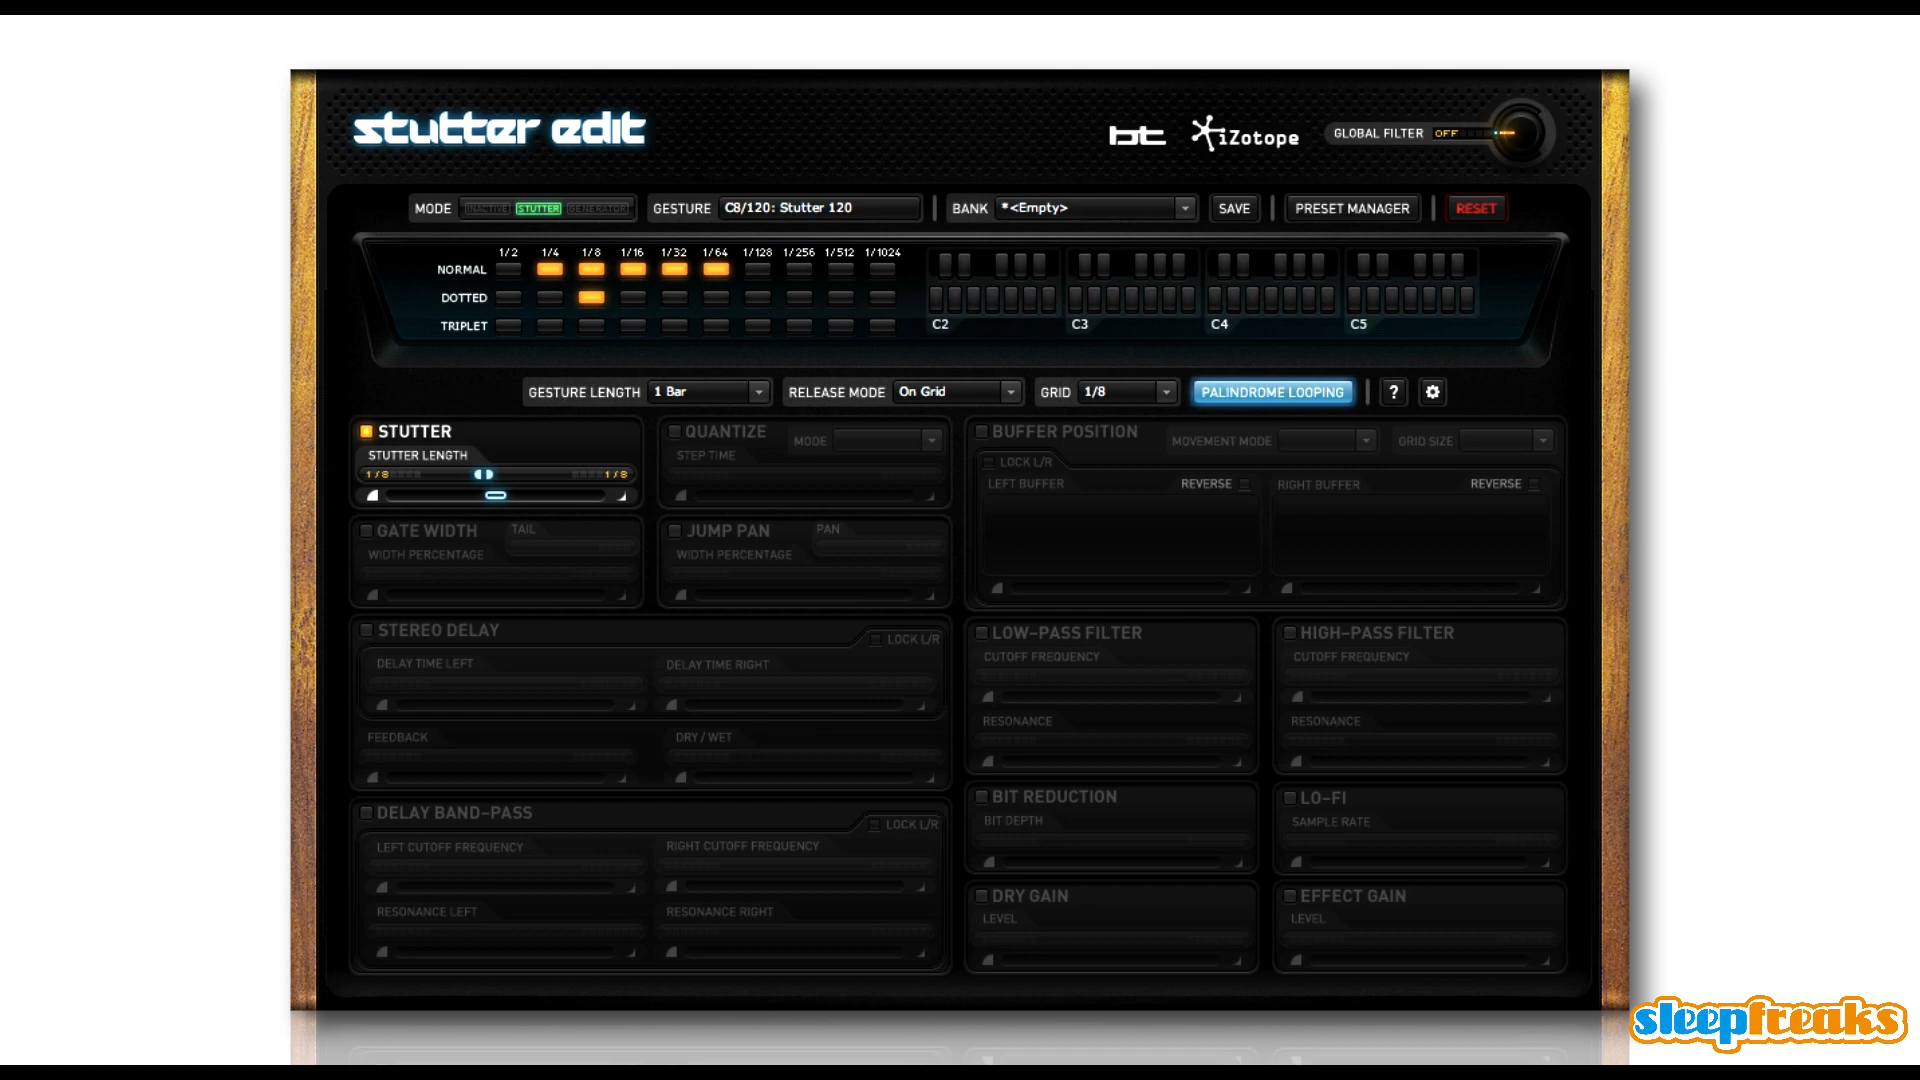 stutter edit
bt iZotope GLOBAL FILTER OFF
MODE INACTIVE STUTTER GENERATOR GESTURE C8/120: Stutter 120 BANK *<Empty> SAVE PRESET MANAGER RESET
1/2 1/4 1/8 1/16 1/32 1/64 1/128 1/256 1/512 1/1024
NORMAL
DOTTED
TRIPLET
C2 C3 C4 C5
GESTURE LENGTH 1 Bar RELEASE MODE On Grid GRID 1/8 PALINDROME LOOPING ?
STUTTER
STUTTER LENGTH
1/8 1/8
QUANTIZE MODE
STEP TIME
BUFFER POSITION MOVEMENT MODE GRID SIZE
LOCK L/R
LEFT BUFFER REVERSE RIGHT BUFFER REVERSE
GATE WIDTH TAIL
WIDTH PERCENTAGE
JUMP PAN PAN
WIDTH PERCENTAGE
STEREO DELAY LOCK L/R
DELAY TIME LEFT DELAY TIME RIGHT
FEEDBACK DRY / WET
LOW-PASS FILTER
CUTOFF FREQUENCY
RESONANCE
HIGH-PASS FILTER
CUTOFF FREQUENCY
RESONANCE
DELAY BAND-PASS LOCK L/R
LEFT CUTOFF FREQUENCY RIGHT CUTOFF FREQUENCY
RESONANCE LEFT RESONANCE RIGHT
BIT REDUCTION
BIT DEPTH
LO-FI
SAMPLE RATE
DRY GAIN
LEVEL
EFFECT GAIN
LEVEL
sleepfreaks